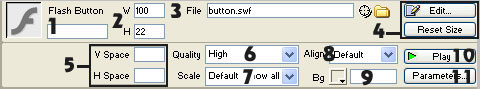 Flash Button 2 W 100 3 File button.swf Edit...
1 H 22 4 Reset Size
5 V Space Quality High 6 Align 8 Default Play 10
H Space Scale Default 7 how all Bg 9 Parameters... 11